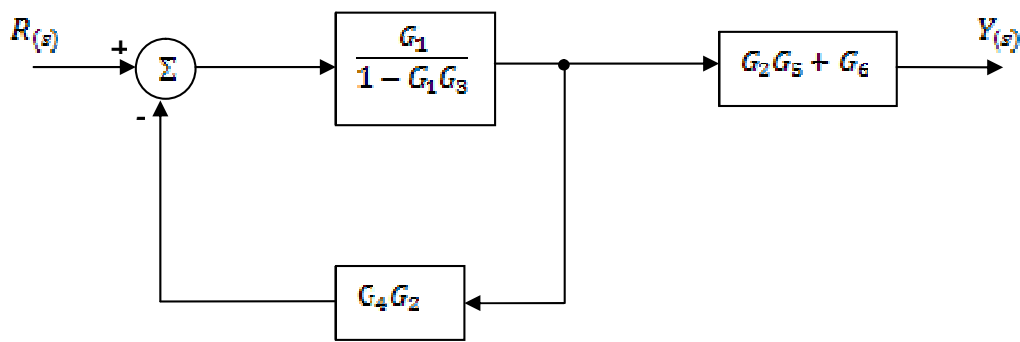 R(s)
+
Σ
-
G₁
1 − G₁G₃
G₂G₅ + G₆
Y(s)
G₄G₂